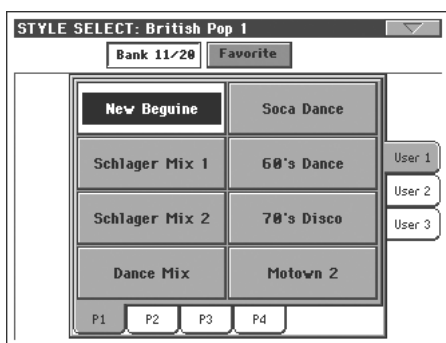 STYLE SELECT: British Pop 1
Bank 11/20 Favorite
New Beguine Soca Dance
Schlager Mix 1 60's Dance User 1
User 2
Schlager Mix 2 70's Disco User 3
Dance Mix Motown 2
P1 P2 P3 P4